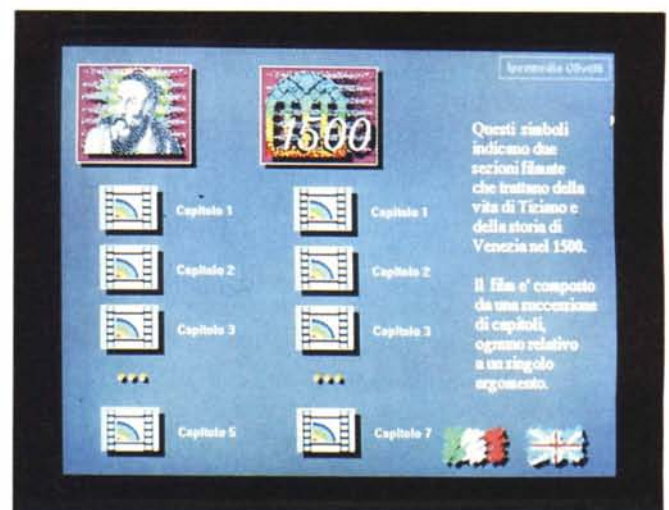 Ipermedia Olivetti
1500
Questi simboli
indicano due
sezioni filmate
che trattano della
vita di Tiziano e
della storia di
Venezia nel 1500.
Il film e' composto
da una successione
di capitoli,
ognuno relativo
a un singolo
argomento.
Capitolo 1
Capitolo 1
Capitolo 2
Capitolo 2
Capitolo 3
Capitolo 3
Capitolo 5
Capitolo 7